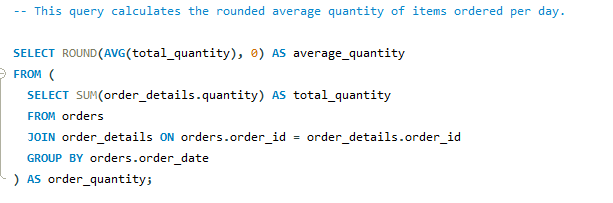 -- This query calculates the rounded average quantity of items ordered per day.
SELECT ROUND(AVG(total_quantity), 0) AS average_quantity
FROM (
SELECT SUM(order_details.quantity) AS total_quantity
FROM orders
JOIN order_details ON orders.order_id = order_details.order_id
GROUP BY orders.order_date
) AS order_quantity;